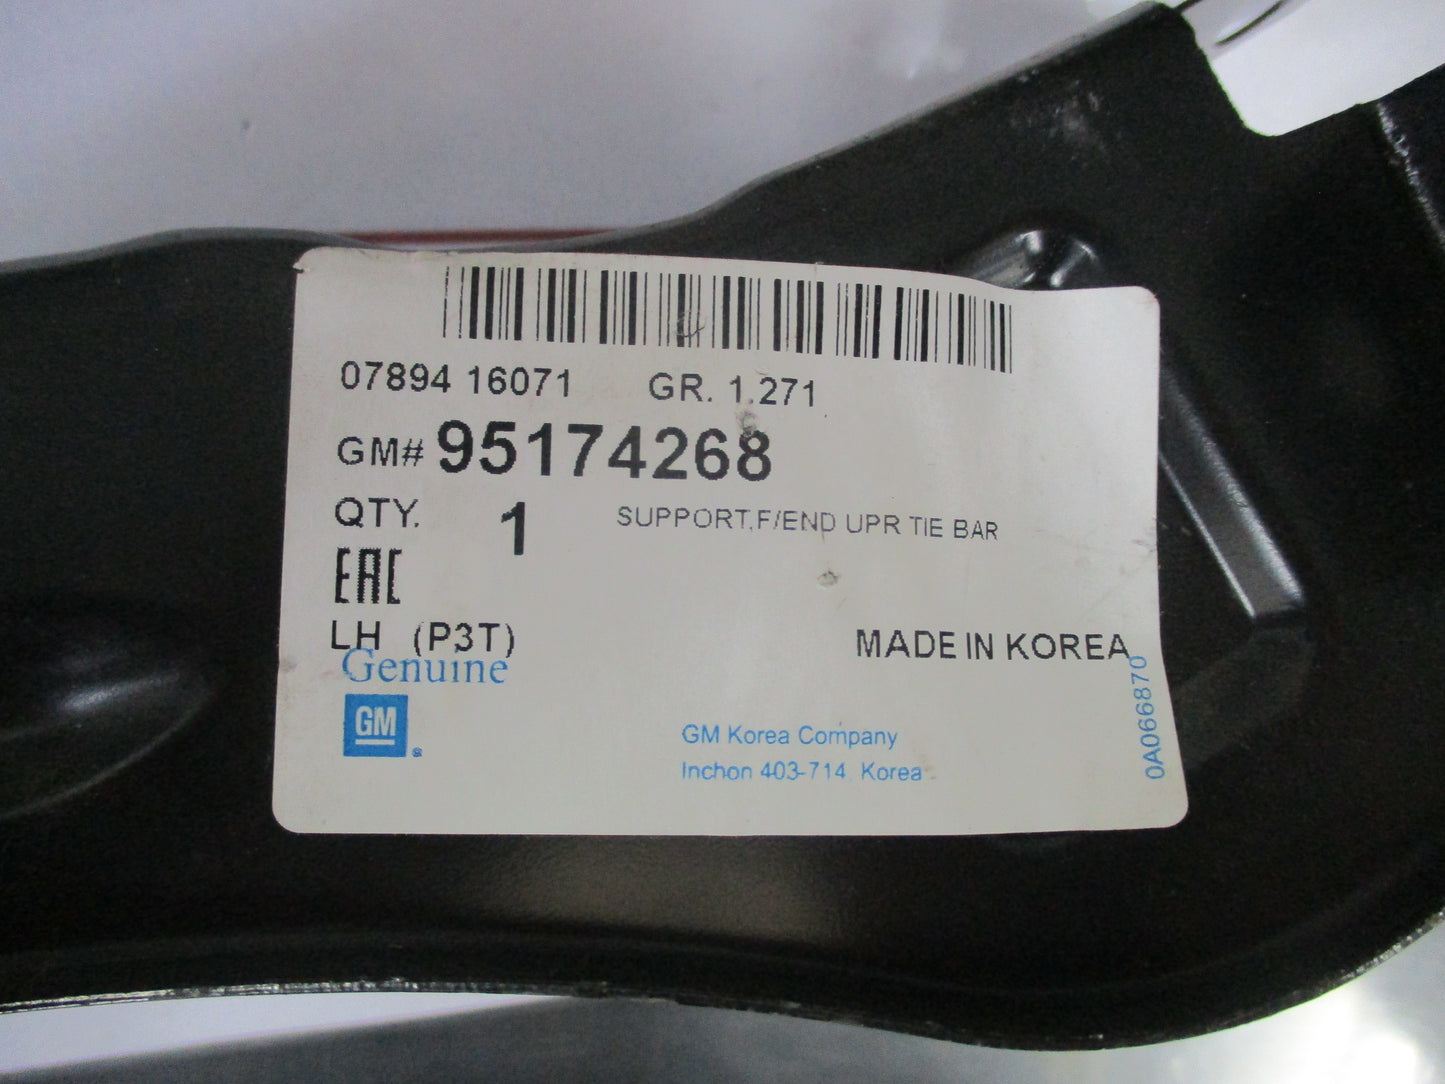 07894 16071 GR. 1.271
GM# 95174268
QTY. 1 SUPPORT,F/END UPR TIE BAR
EAC
LH (P3T) MADE IN KOREA
Genuine
GM
GM Korea Company
Inchon 403-714, Korea
0A066870